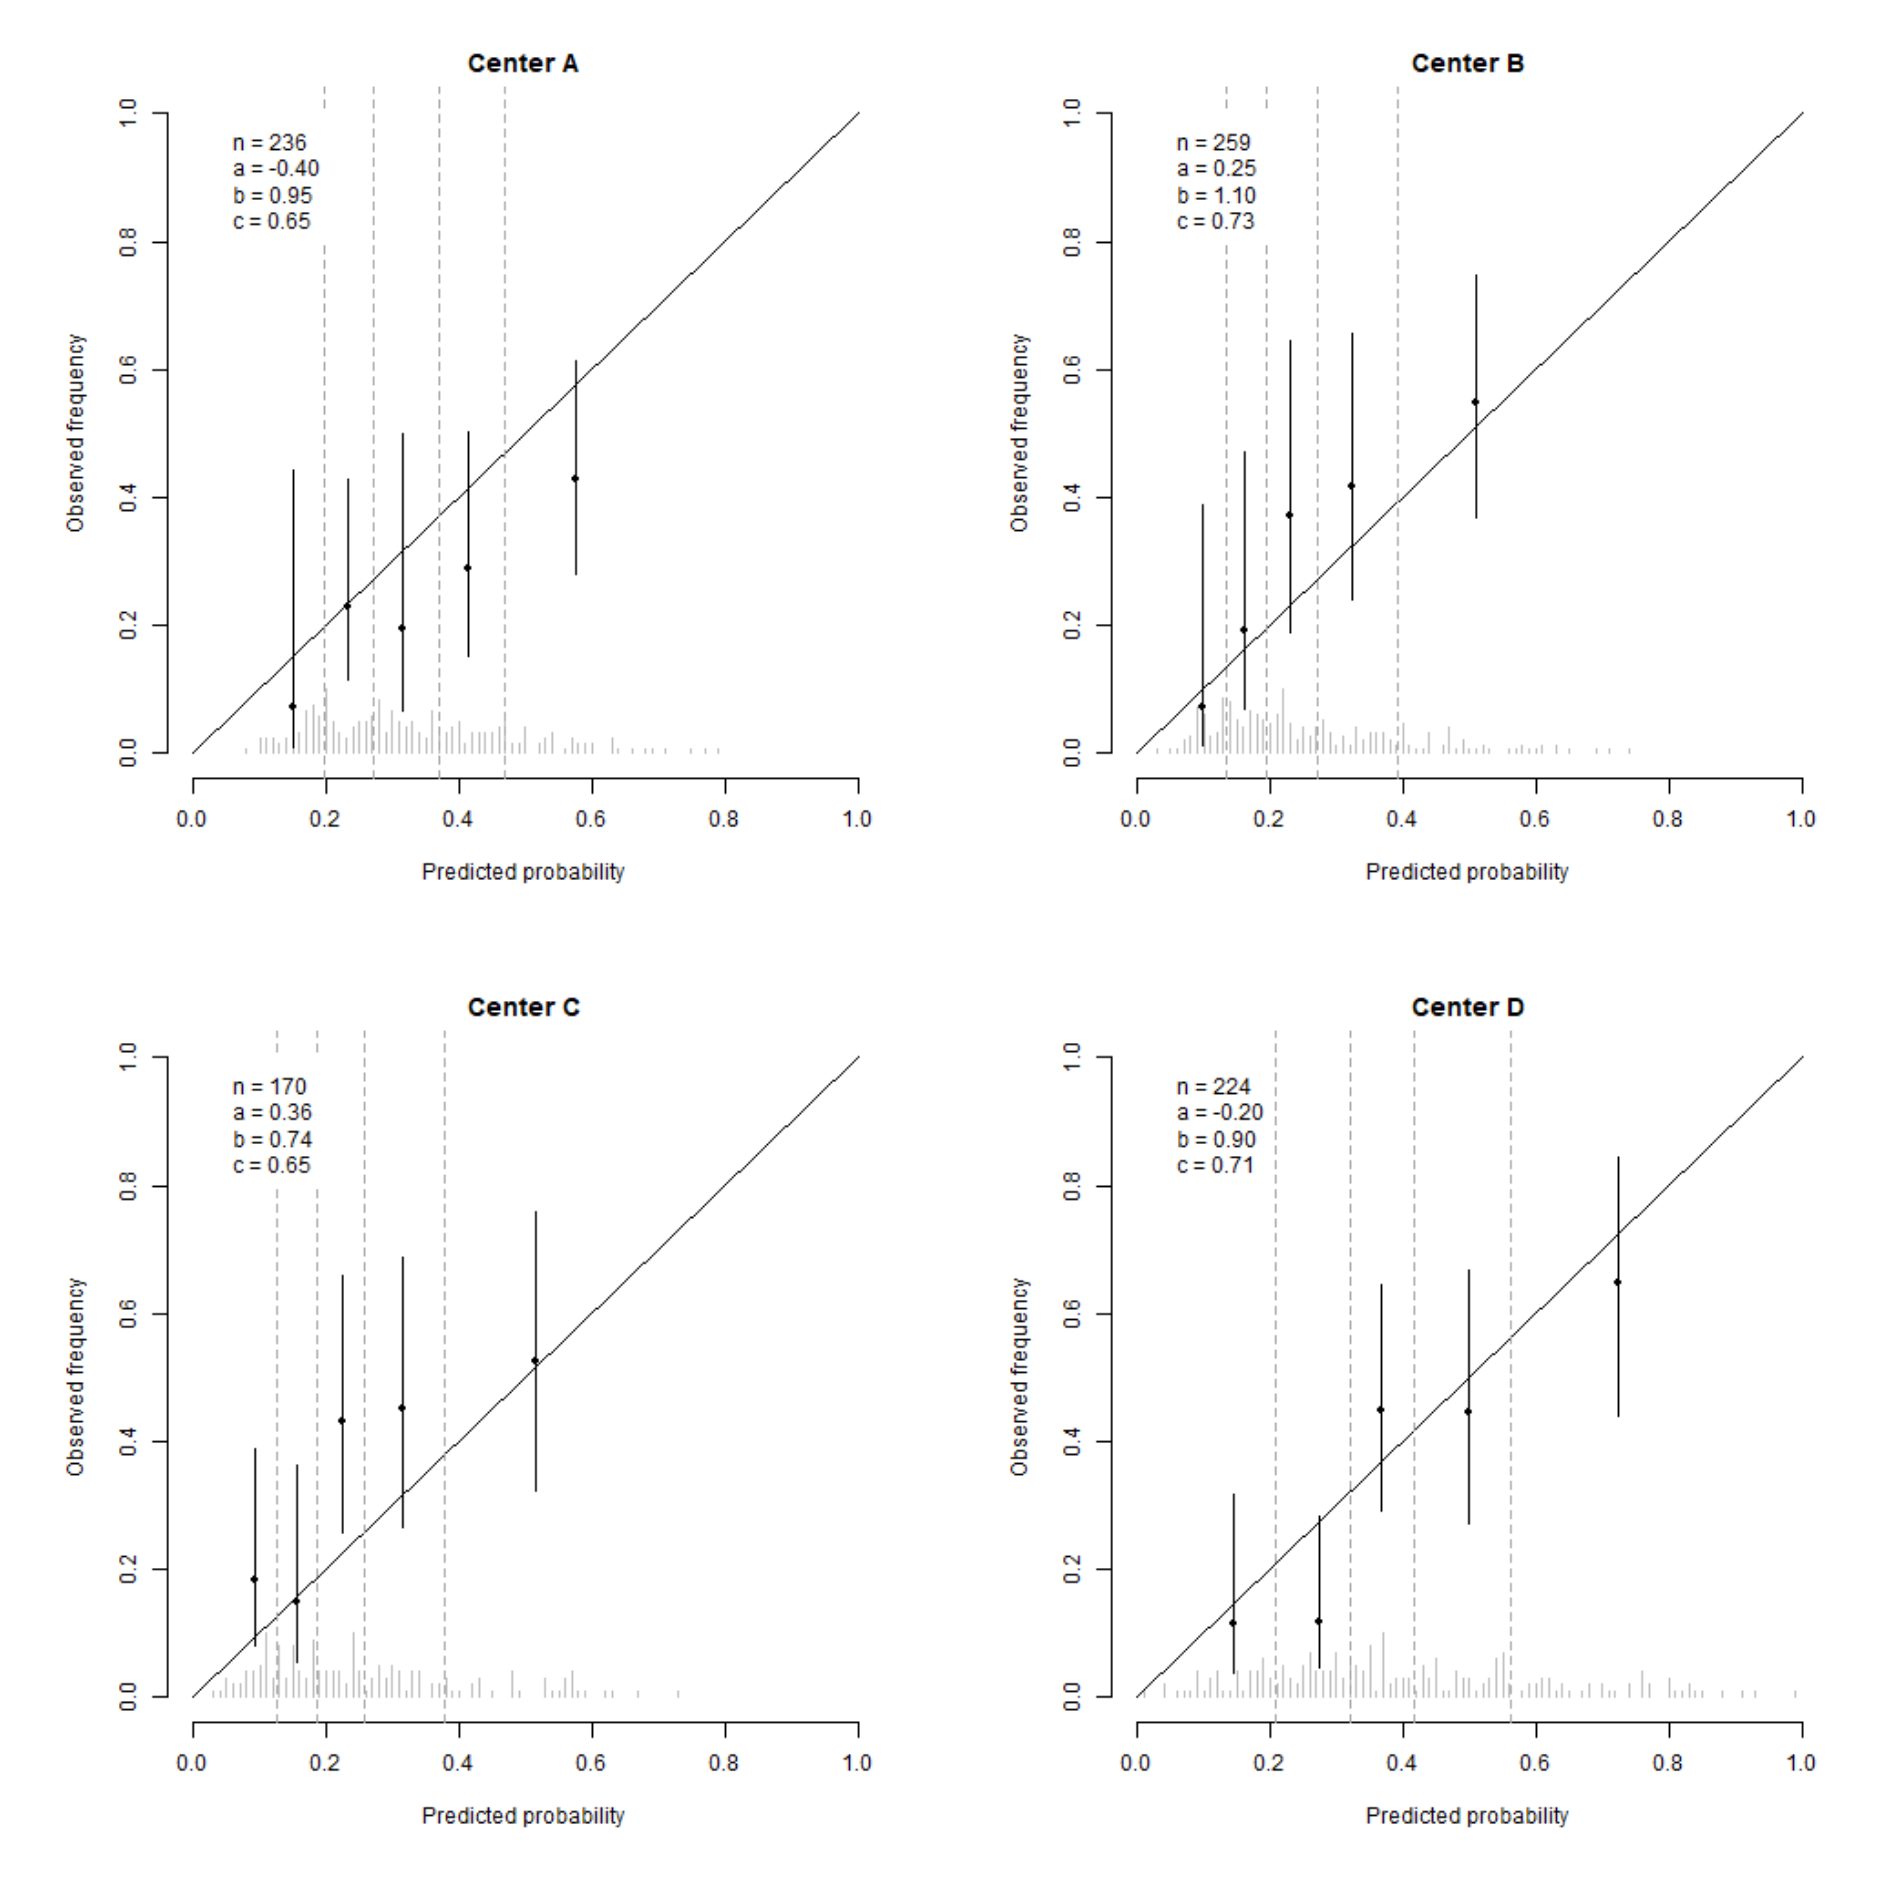 Center A
n = 236
a = -0.40
b = 0.95
c = 0.65
Observed frequency
0.0
0.2
0.4
0.6
0.8
1.0
0.0 0.2 0.4 0.6 0.8 1.0
Predicted probability
Center B
n = 259
a = 0.25
b = 1.10
c = 0.73
Observed frequency
0.0
0.2
0.4
0.6
0.8
1.0
0.0 0.2 0.4 0.6 0.8 1.0
Predicted probability
Center C
n = 170
a = 0.36
b = 0.74
c = 0.65
Observed frequency
0.0
0.2
0.4
0.6
0.8
1.0
0.0 0.2 0.4 0.6 0.8 1.0
Predicted probability
Center D
n = 224
a = -0.20
b = 0.90
c = 0.71
Observed frequency
0.0
0.2
0.4
0.6
0.8
1.0
0.0 0.2 0.4 0.6 0.8 1.0
Predicted probability